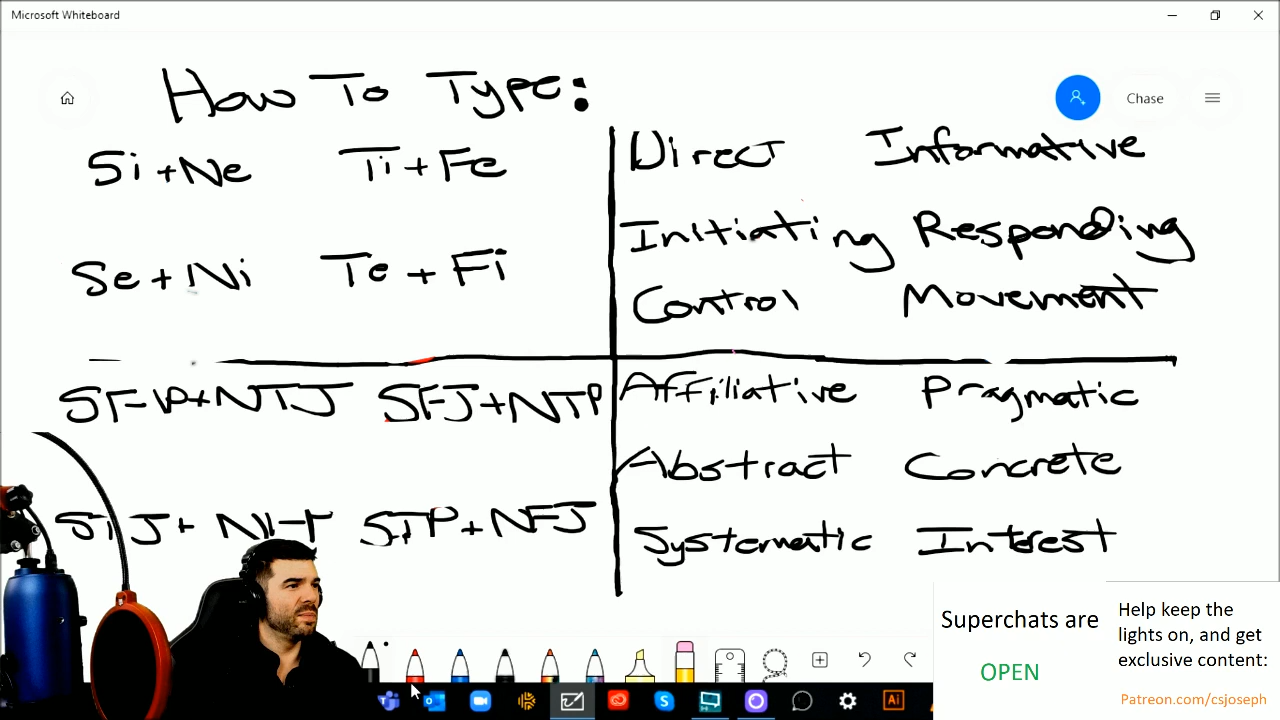 Microsoft Whiteboard
Chase
How To Type:
Si+Ne Ti+Fe
Se+Ni Te+Fi
Direct Informative
Initiating Responding
Control Movement
SFP+NTJ SFJ+NTP
STJ+NFP STP+NFJ
Affiliative Pragmatic
Abstract Concrete
Systematic Interest
Superchats are
OPEN
Help keep the
lights on, and get
exclusive content:
Patreon.com/csjoseph
Ai